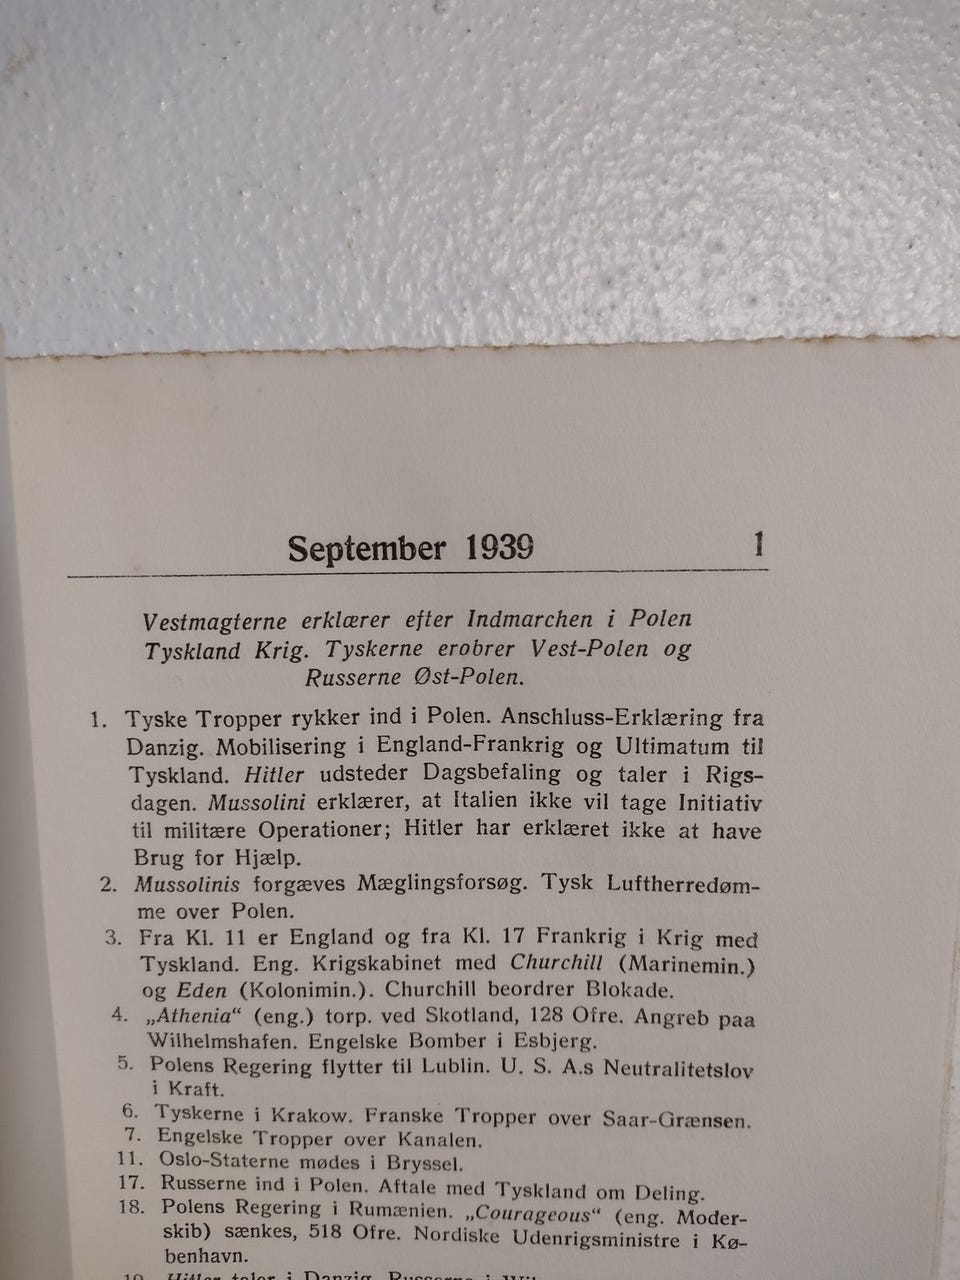 September 1939 1
Vestmagterne erklærer efter Indmarchen i Polen
Tyskland Krig. Tyskerne erobrer Vest-Polen og
Russerne Øst-Polen.
1. Tyske Tropper rykker ind i Polen. Anschluss-Erklæring fra
Danzig. Mobilisering i England-Frankrig og Ultimatum til
Tyskland. Hitler udsteder Dagsbefaling og taler i Rigs-
dagen. Mussolini erklærer, at Italien ikke vil tage Initiativ
til militære Operationer; Hitler har erklæret ikke at have
Brug for Hjælp.
2. Mussolinis forgæves Mæglingsforsøg. Tysk Luftherredøm-
me over Polen.
3. Fra Kl. 11 er England og fra Kl. 17 Frankrig i Krig med
Tyskland. Eng. Krigskabinet med Churchill (Marinemin.)
og Eden (Kolonimin.). Churchill beordrer Blokade.
4. „Athenia“ (eng.) torp. ved Skotland, 128 Ofre. Angreb paa
Wilhelmshafen. Engelske Bomber i Esbjerg.
5. Polens Regering flytter til Lublin. U. S. A.s Neutralitetslov
i Kraft.
6. Tyskerne i Krakow. Franske Tropper over Saar-Grænsen.
7. Engelske Tropper over Kanalen.
11. Oslo-Staterne mødes i Bryssel.
17. Russerne ind i Polen. Aftale med Tyskland om Deling.
18. Polens Regering i Rumænien. „Courageous“ (eng. Moder-
skib) sænkes, 518 Ofre. Nordiske Udenrigsministre i Kø-
benhavn.
19. Hitler taler i Danzig. Russerne i